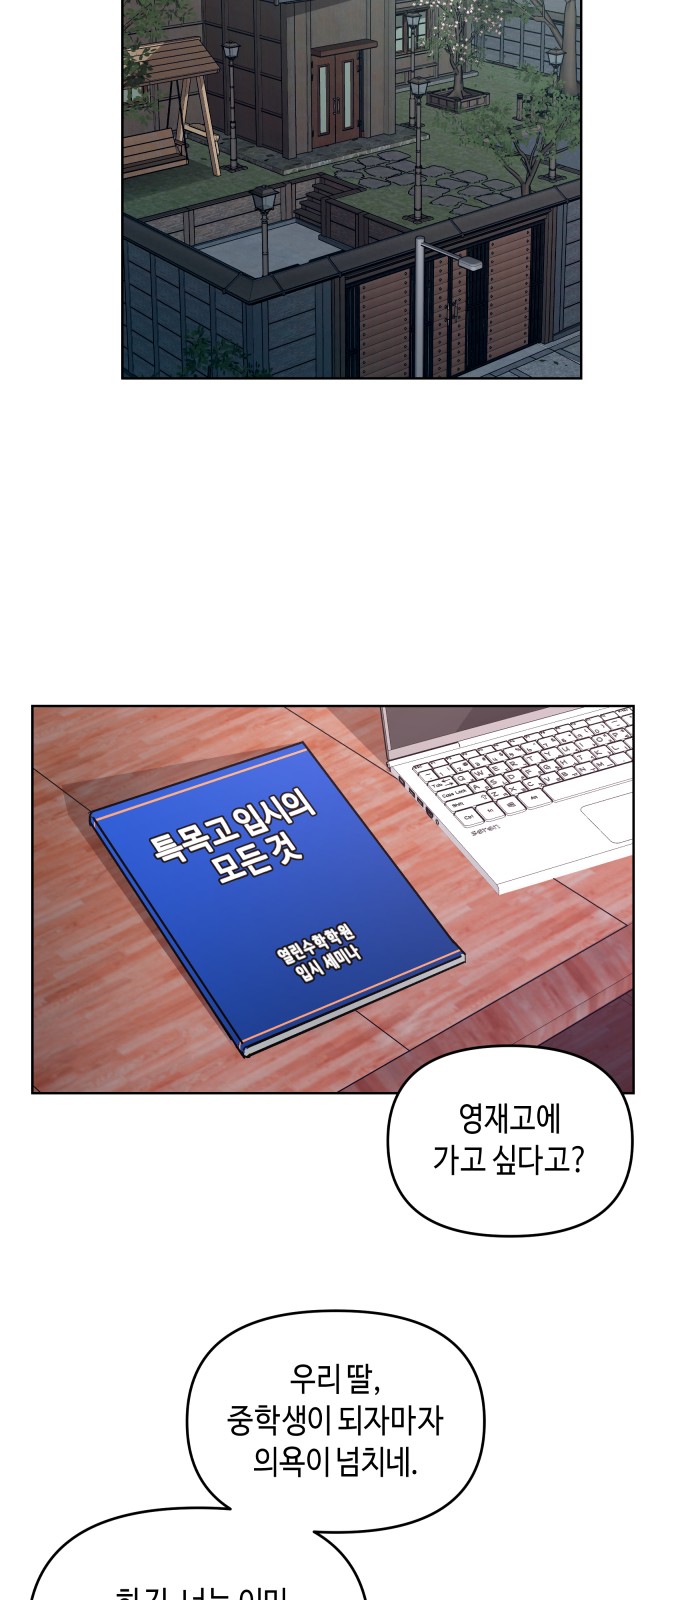 특목고 입시의
모든 것
열린수학학원
입시 세미나
영재고에
가고 싶다고?
우리 딸,
중학생이 되자마자
의욕이 넘치네.